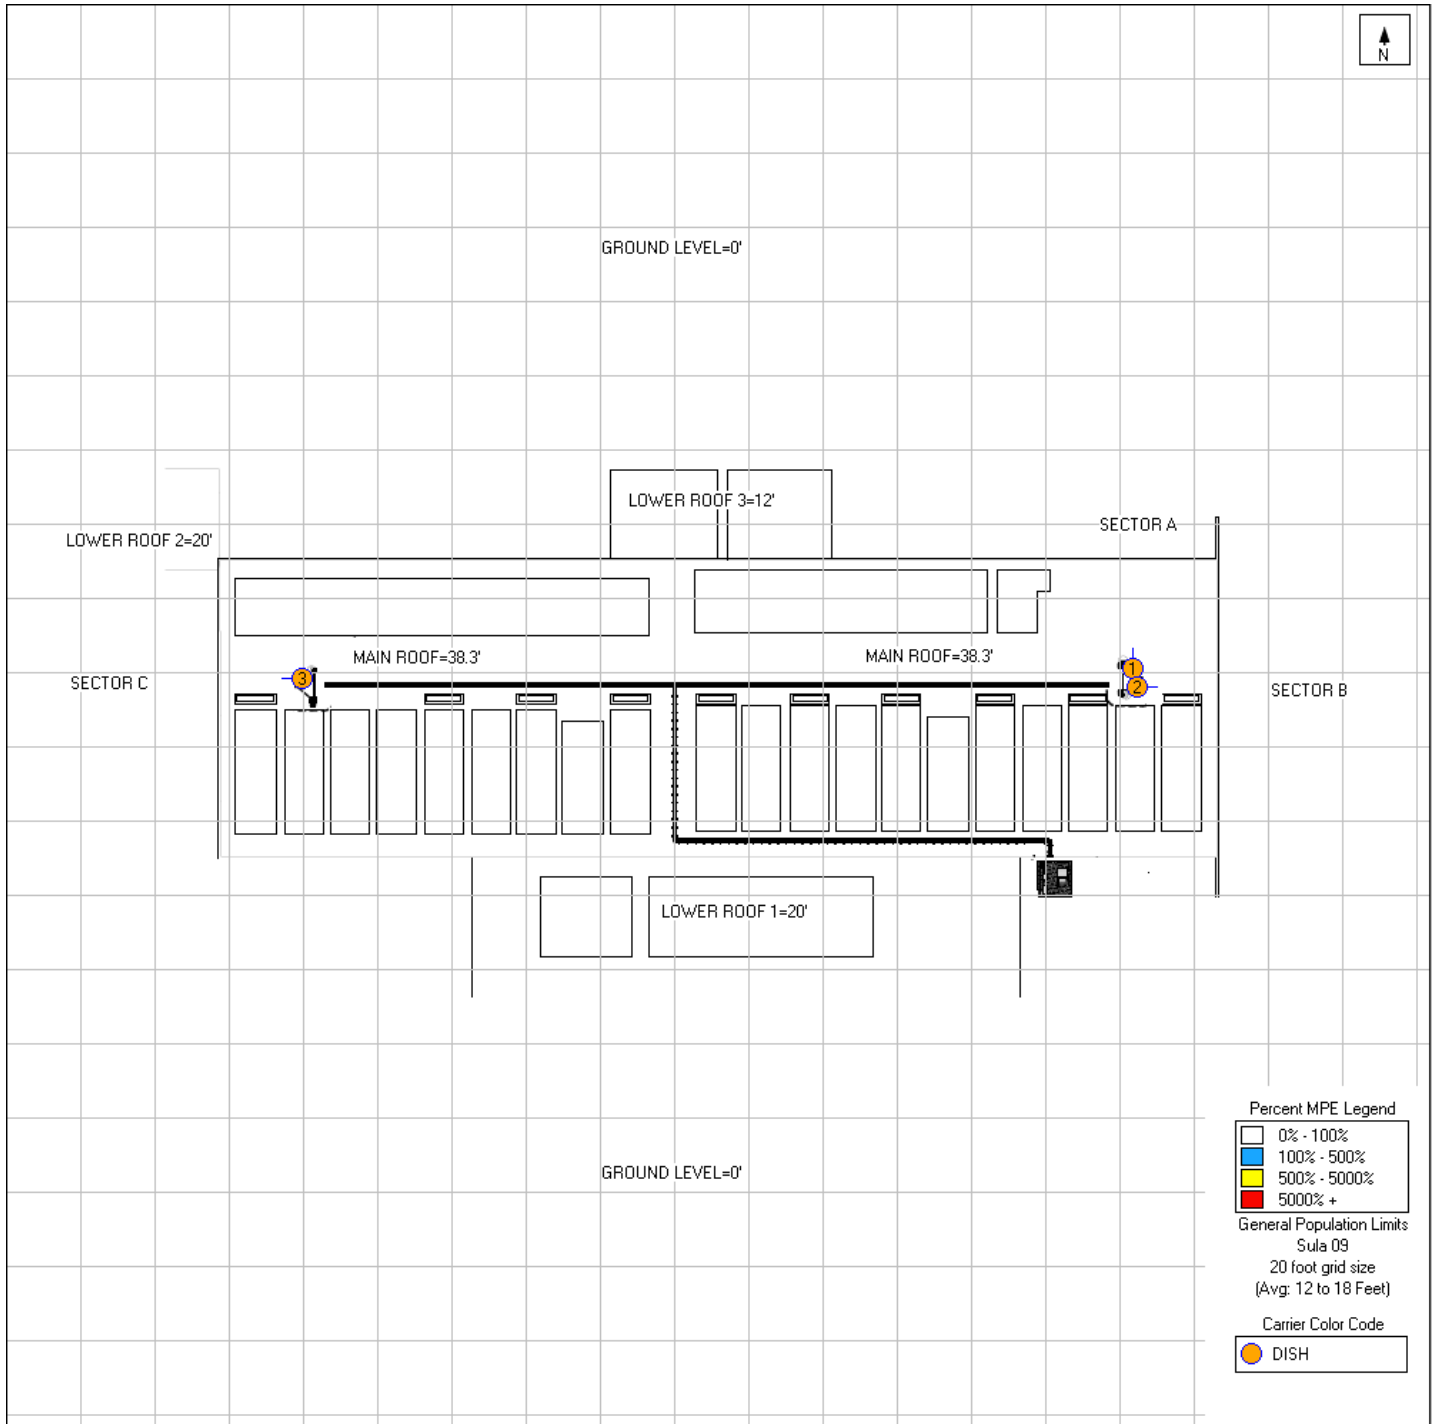 N
GROUND LEVEL=0'
LOWER ROOF 3=12'
SECTOR A
LOWER ROOF 2=20'
MAIN ROOF=38.3'
MAIN ROOF=38.3'
1
3
SECTOR C
2
SECTOR B
LOWER ROOF 1=20'
GROUND LEVEL=0'
Percent MPE Legend
0% - 100%
100% - 500%
500% - 5000%
5000% +
General Population Limits
Sula 09
20 foot grid size
(Avg: 12 to 18 Feet)
Carrier Color Code
DISH